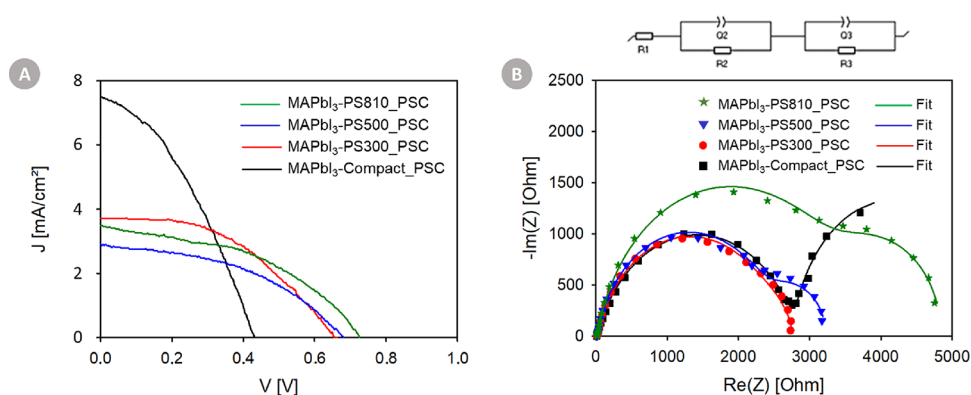 Q2
Q3
R1
R2
R3
A
8
6
4
2
0
J [mA/cm²]
MAPbI₃-PS810_PSC
MAPbI₃-PS500_PSC
MAPbI₃-PS300_PSC
MAPbI₃-Compact_PSC
0.0
0.2
0.4
0.6
0.8
1.0
V [V]
B
2500
2000
1500
1000
500
0
-Im(Z) [Ohm]
MAPbI₃-PS810_PSC Fit
MAPbI₃-PS500_PSC Fit
MAPbI₃-PS300_PSC Fit
MAPbI₃-Compact_PSC Fit
0
1000
2000
3000
4000
5000
Re(Z) [Ohm]